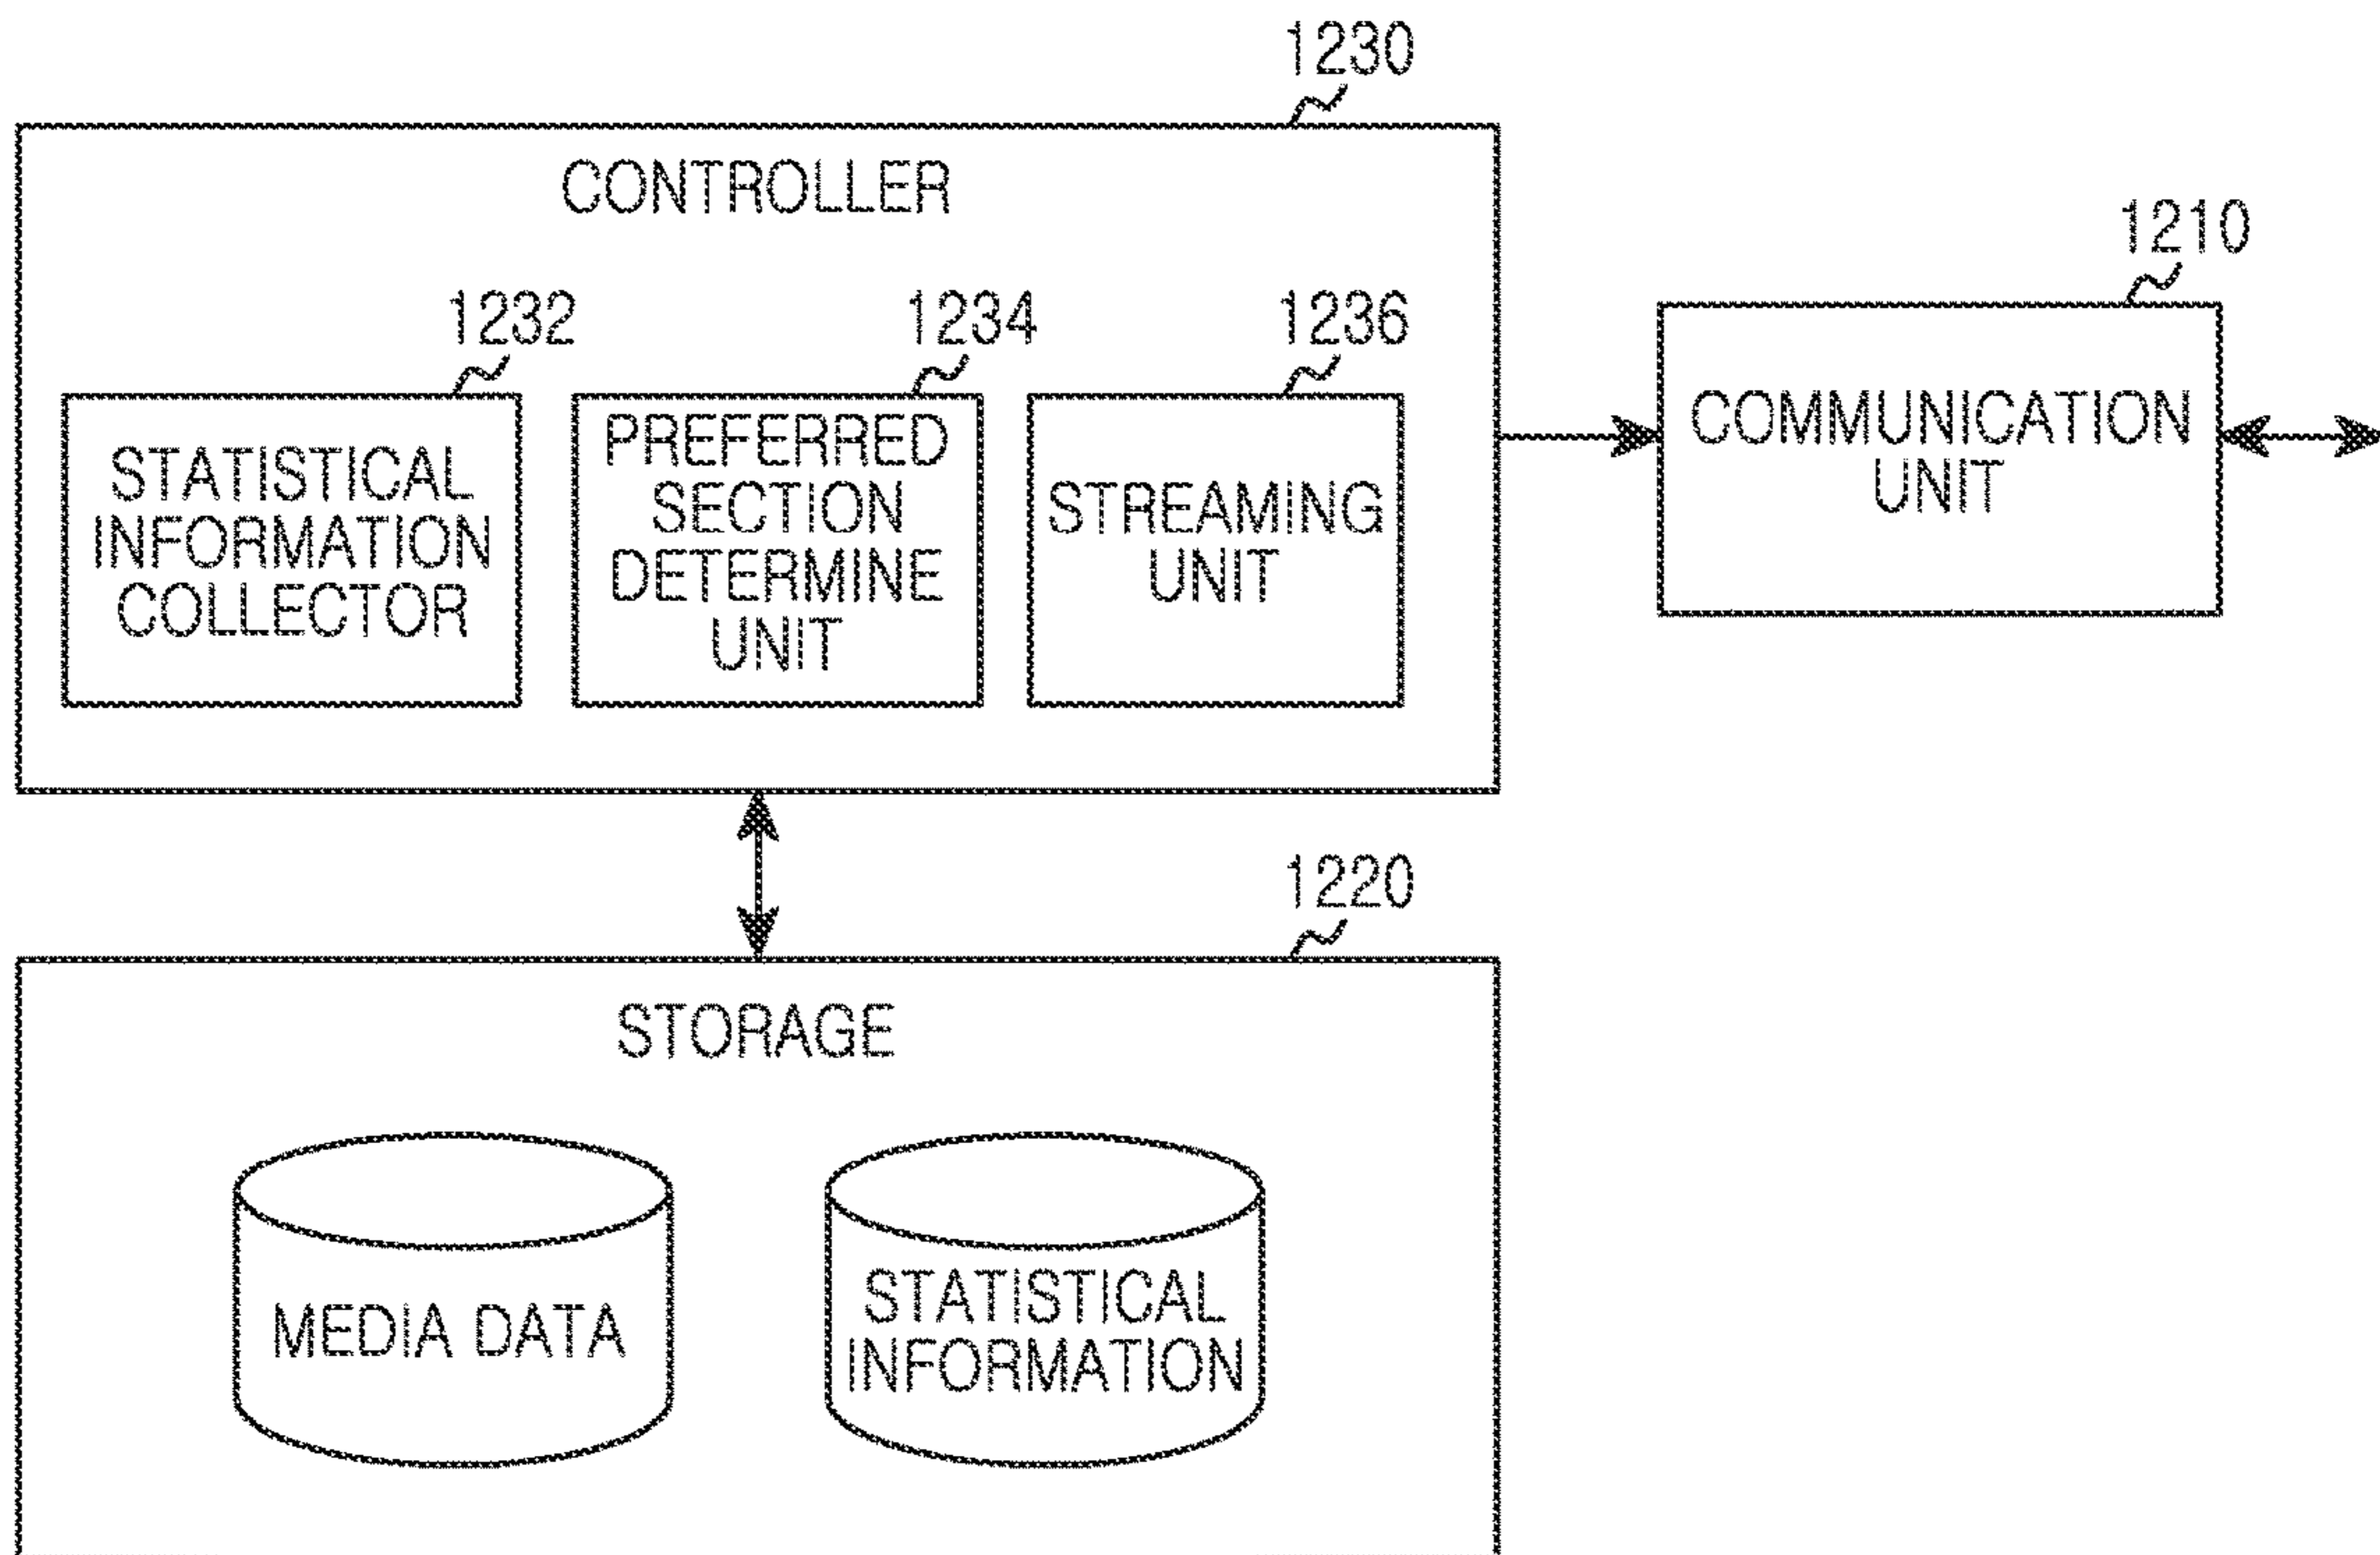 1230
CONTROLLER
1210
1232
1234
1236
STATISTICAL
INFORMATION
COLLECTOR
PREFERRED
SECTION
DETERMINE
UNIT
STREAMING
UNIT
COMMUNICATION
UNIT
1220
STORAGE
MEDIA DATA
STATISTICAL
INFORMATION